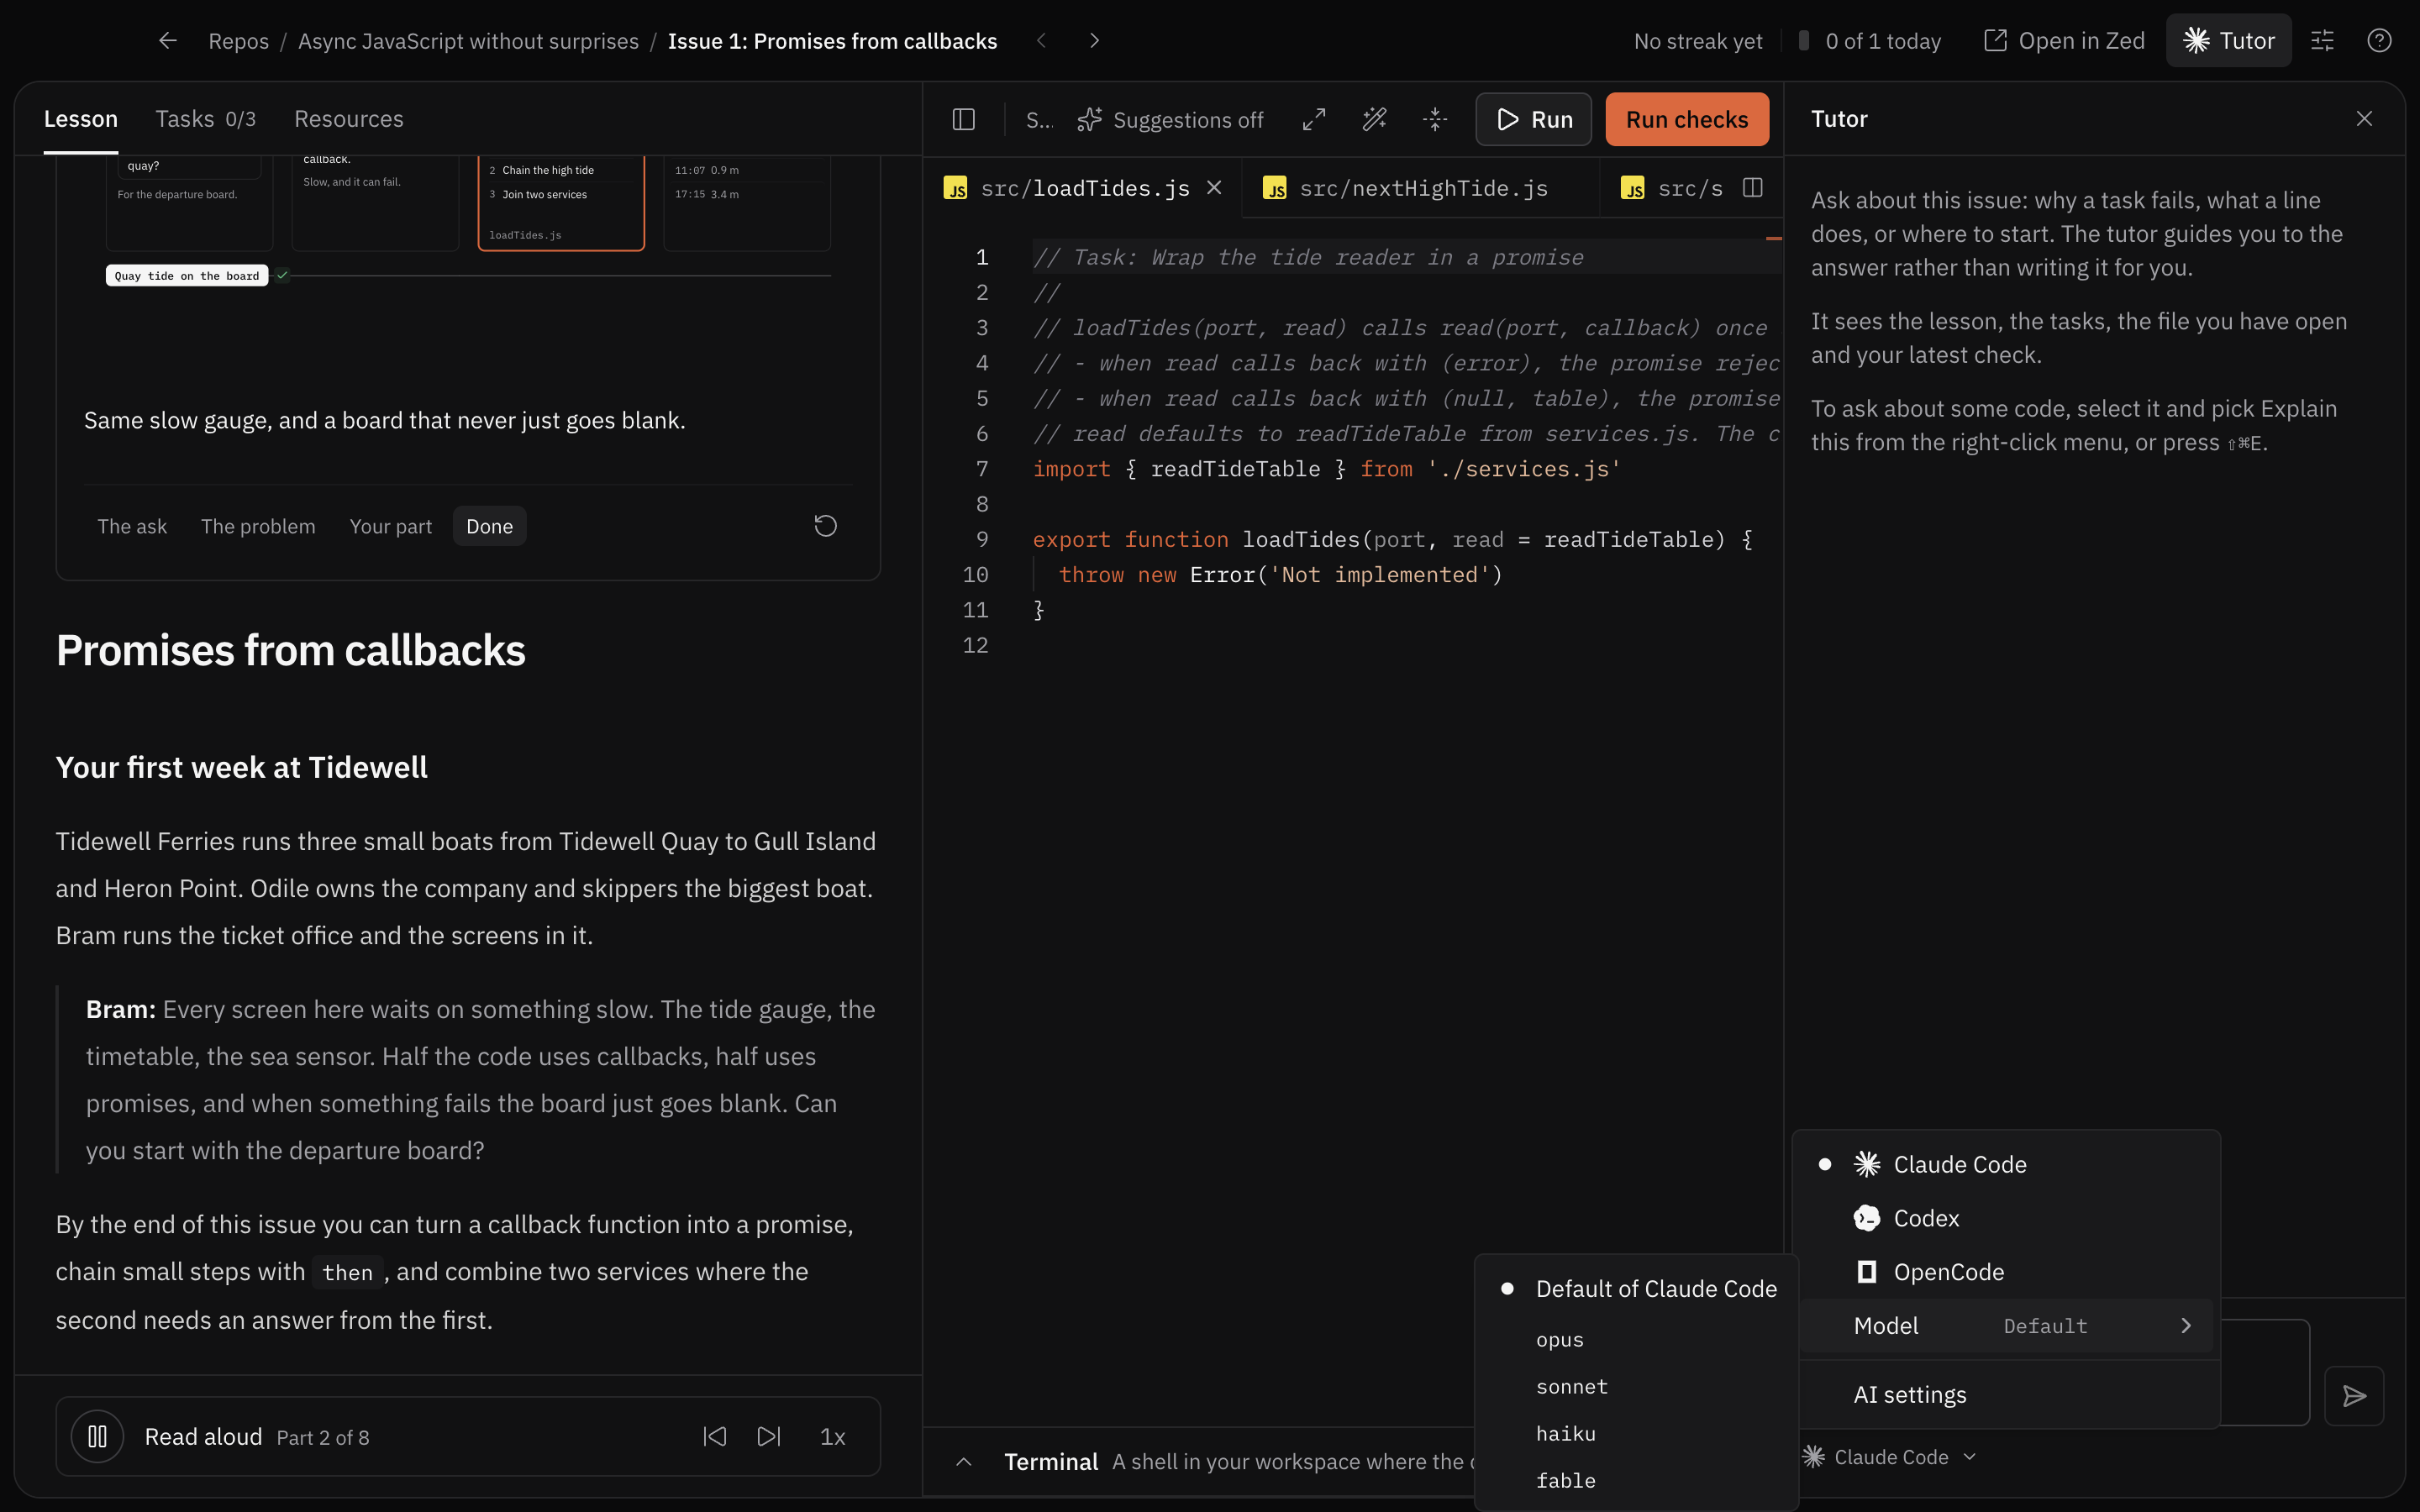 Repos / Async JavaScript without surprises / Issue 1: Promises from callbacks
No streak yet
0 of 1 today
Open in Zed
Tutor
Lesson
Tasks 0/3
Resources
quay?
For the departure board.
callback.
Slow, and it can fail.
2 Chain the high tide
3 Join two services
loadTides.js
11:07 0.9 m
17:15 3.4 m
Quay tide on the board
Same slow gauge, and a board that never just goes blank.
The ask
The problem
Your part
Done
Promises from callbacks
Your first week at Tidewell
Tidewell Ferries runs three small boats from Tidewell Quay to Gull Island
and Heron Point. Odile owns the company and skippers the biggest boat.
Bram runs the ticket office and the screens in it.
Bram: Every screen here waits on something slow. The tide gauge, the
timetable, the sea sensor. Half the code uses callbacks, half uses
promises, and when something fails the board just goes blank. Can
you start with the departure board?
By the end of this issue you can turn a callback function into a promise,
chain small steps with then, and combine two services where the
second needs an answer from the first.
Read aloud Part 2 of 8
1x
S...
Suggestions off
Run
Run checks
JS src/loadTides.js
JS src/nextHighTide.js
JS src/s
1 // Task: Wrap the tide reader in a promise
2 //
3 // loadTides(port, read) calls read(port, callback) once
4 // - when read calls back with (error), the promise rejec
5 // - when read calls back with (null, table), the promise
6 // read defaults to readTideTable from services.js. The c
7 import { readTideTable } from './services.js'
8
9 export function loadTides(port, read = readTideTable) {
10 throw new Error('Not implemented')
11 }
12
Terminal A shell in your workspace where the
Default of Claude Code
opus
sonnet
haiku
fable
Tutor
Ask about this issue: why a task fails, what a line
does, or where to start. The tutor guides you to the
answer rather than writing it for you.
It sees the lesson, the tasks, the file you have open
and your latest check.
To ask about some code, select it and pick Explain
this from the right-click menu, or press ⇧⌘E.
Claude Code
Codex
OpenCode
Model Default
AI settings
Claude Code